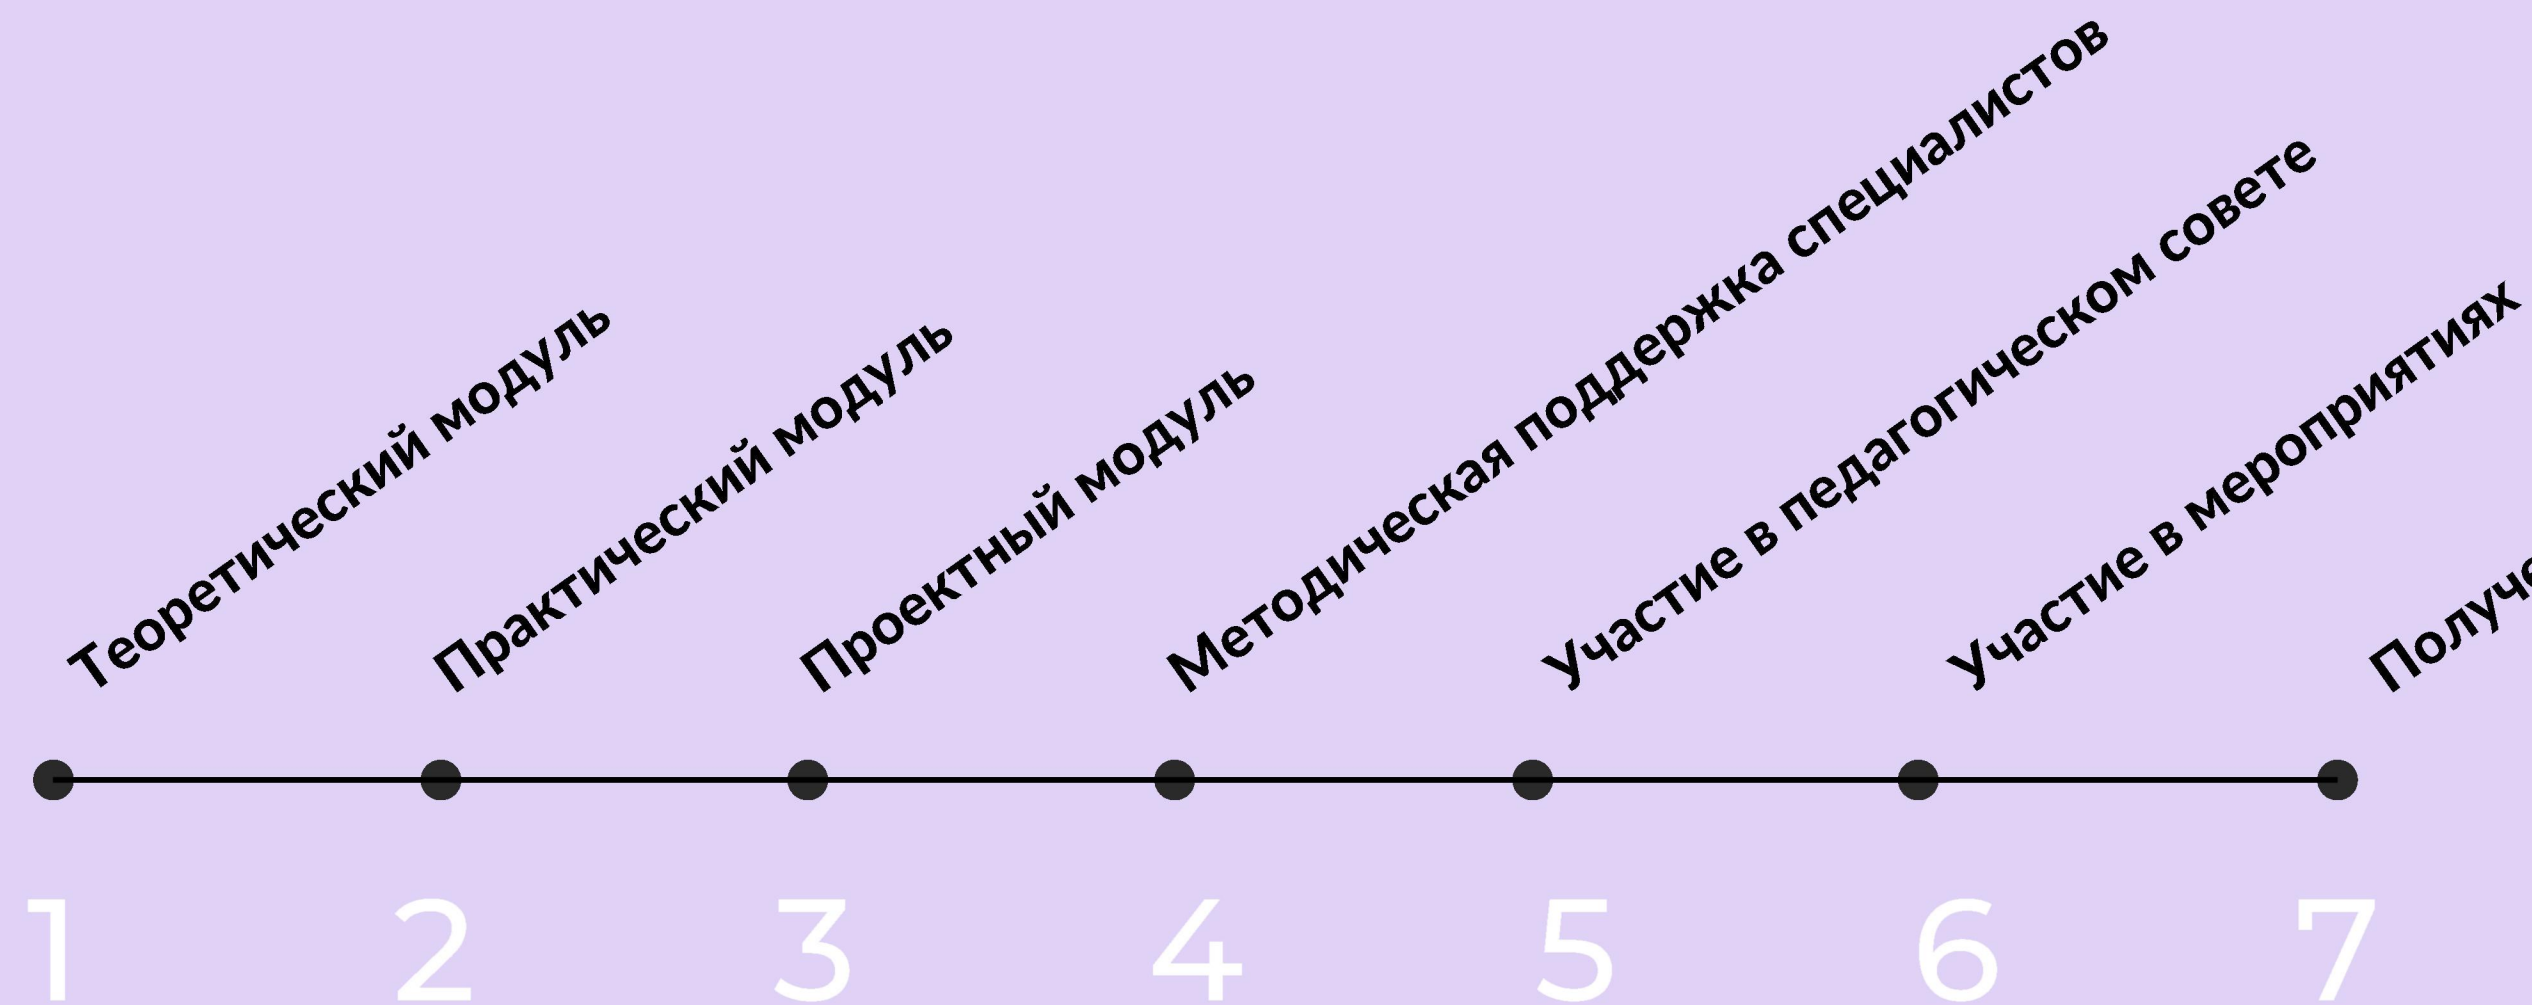 Теоретический модуль
Практический модуль
Проектный модуль
Методическая поддержка специалистов
Участие в педагогическом совете
Участие в мероприятиях
1 2 3 4 5 6 7